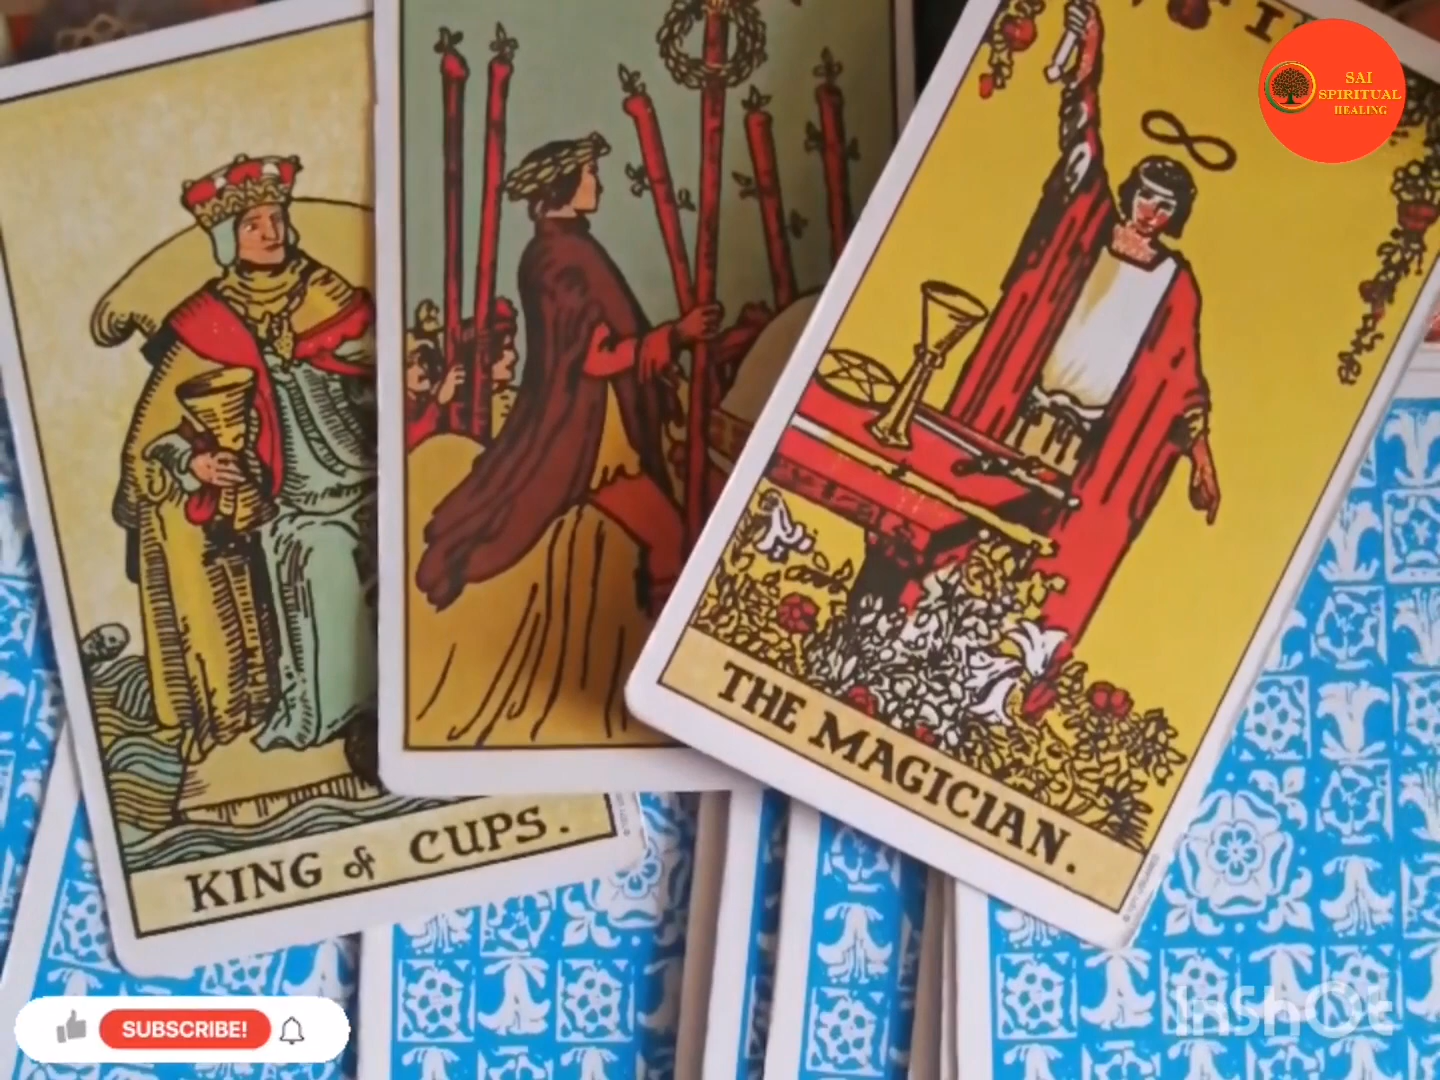 SAI
SPIRITUAL
HEALING
THE MAGICIAN.
KING of CUPS.
SUBSCRIBE!
InShOt